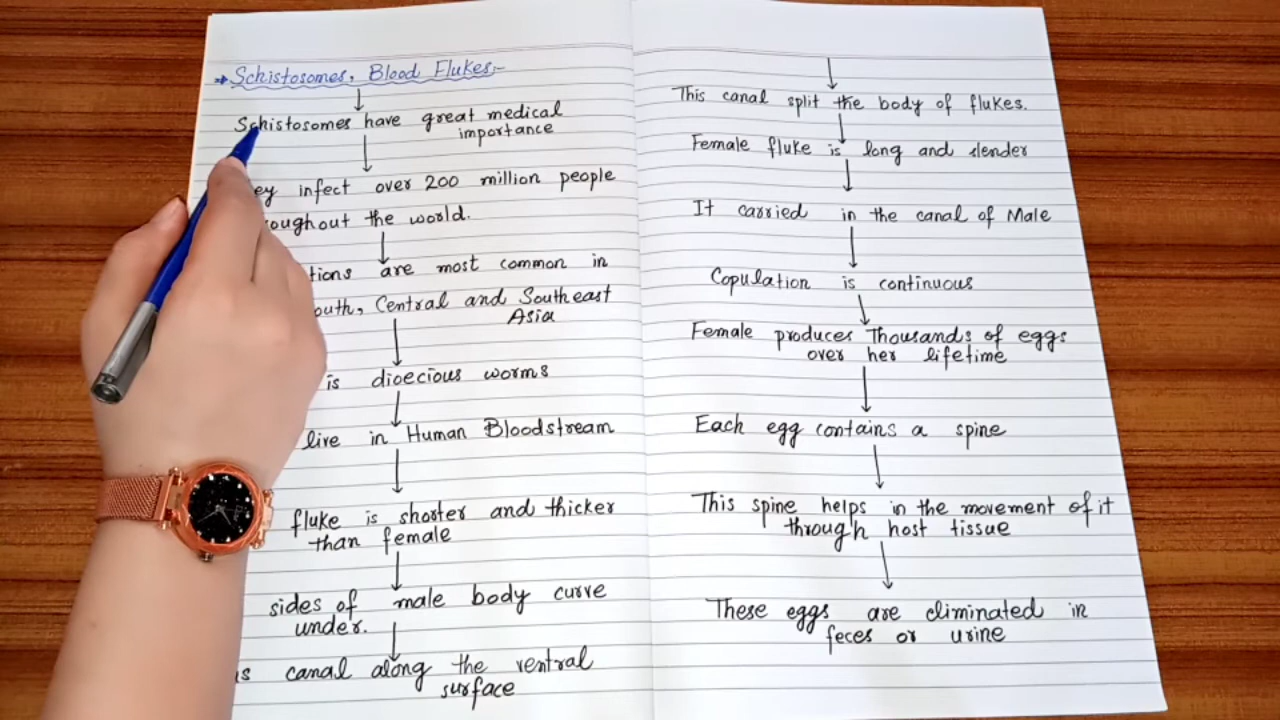 Schistosomes, Blood Flukes:-
Schistosomes have great medical
importance
infect over 200 million people
the world.
are most common in
Central and Southeast
Asia
is dioecious worms
live in Human Bloodstream
fluke is shorter and thicker
than female
sides of male body curve
under.
canal along the ventral
surface
This canal split the body of flukes.
Female fluke is long and slender
It carried in the canal of Male
Copulation is continuous
Female produces Thousands of eggs
over her lifetime
Each egg contains a spine
This spine helps in the movement of it
through host tissue
These eggs are eliminated in
feces or urine